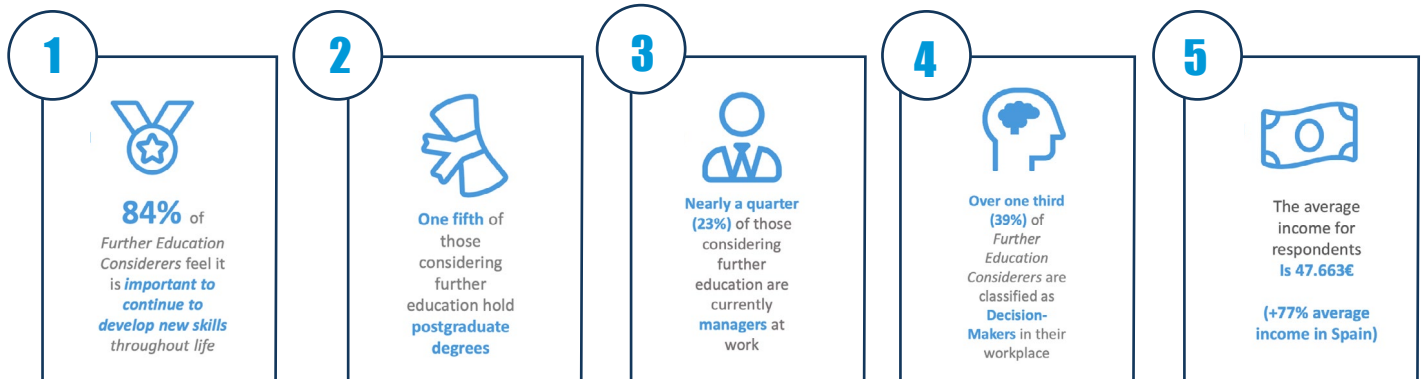 1
84% of
Further Education
Considerers feel it
is important to
continue to
develop new skills
throughout life
2
One fifth of
those
considering
further
education hold
postgraduate
degrees
3
Nearly a quarter
(23%) of those
considering
further
education are
currently
managers at
work
4
Over one third
(39%) of
Further
Education
Considerers are
classified as
Decision-
Makers in their
workplace
5
The average
income for
respondents
Is 47.663€
(+77% average
income in Spain)